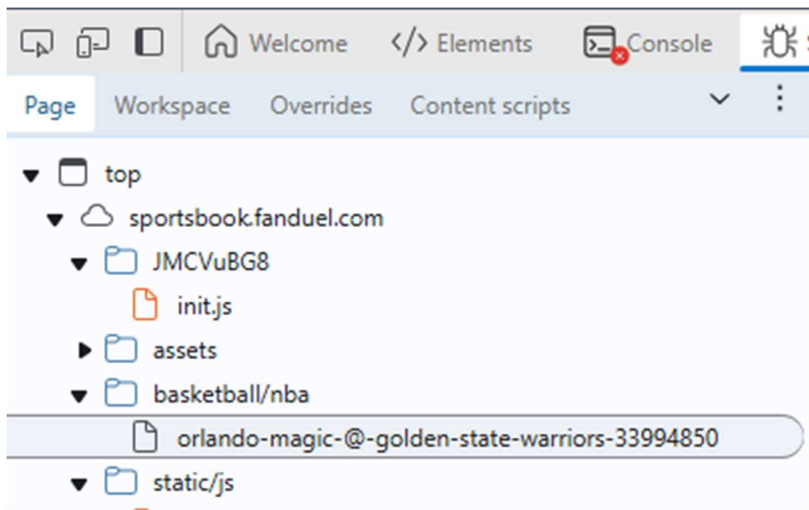 Welcome </> Elements Console
Page Workspace Overrides Content scripts
top
sportsbook.fanduel.com
JMCVuBG8
init.js
assets
basketball/nba
orlando-magic-@-golden-state-warriors-33994850
static/js